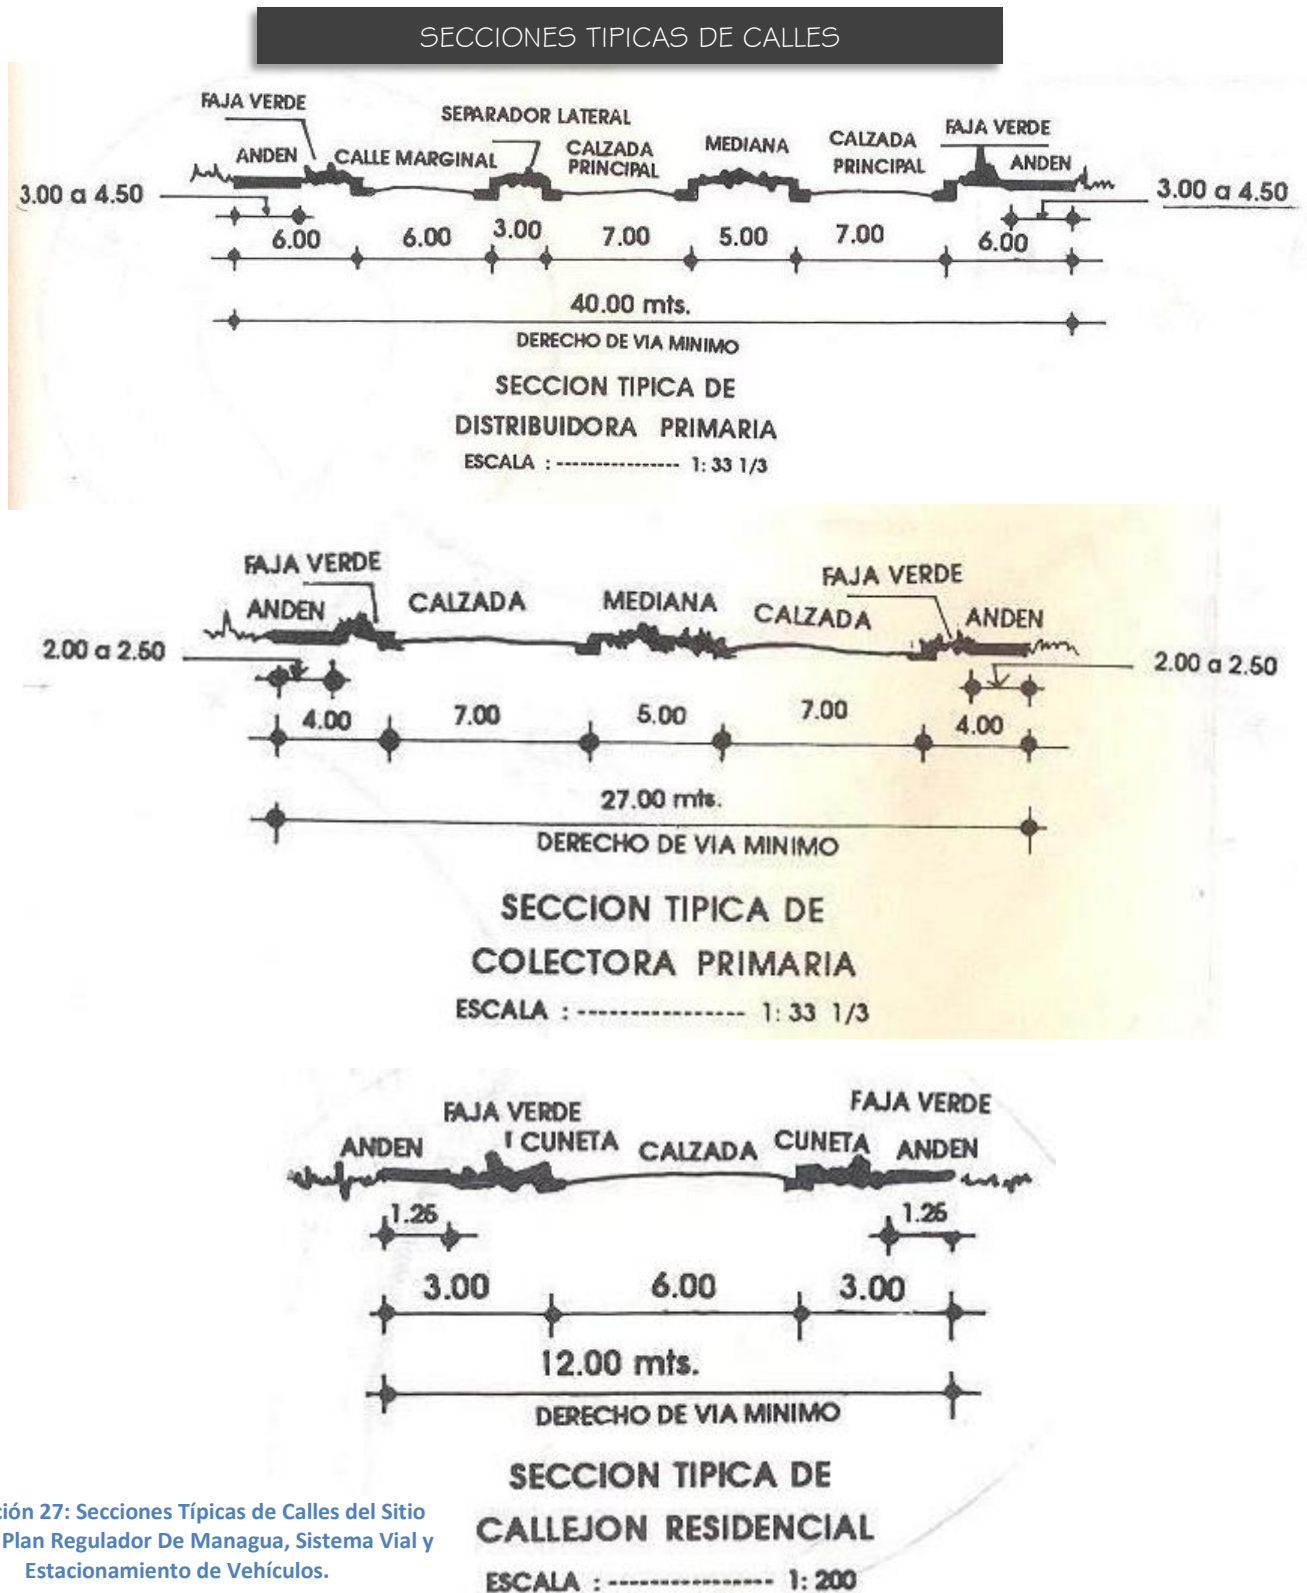 SECCIONES TIPICAS DE CALLES
FAJA VERDE
SEPARADOR LATERAL
FAJA VERDE
ANDEN
CALLE MARGINAL
CALZADA
PRINCIPAL
MEDIANA
CALZADA
PRINCIPAL
ANDEN
3.00 a 4.50
3.00 a 4.50
6.00 6.00 3.00 7.00 5.00 7.00 6.00
40.00 mts.
DERECHO DE VIA MINIMO
SECCION TIPICA DE
DISTRIBUIDORA PRIMARIA
ESCALA : ---------------- 1: 33 1/3
FAJA VERDE
FAJA VERDE
ANDEN
CALZADA
MEDIANA
CALZADA
ANDEN
2.00 a 2.50
2.00 a 2.50
4.00 7.00 5.00 7.00 4.00
27.00 mts.
DERECHO DE VIA MINIMO
SECCION TIPICA DE
COLECTORA PRIMARIA
ESCALA : ---------------- 1: 33 1/3
FAJA VERDE
FAJA VERDE
ANDEN
CUNETA
CALZADA
CUNETA
ANDEN
1.25
1.25
3.00 6.00 3.00
12.00 mts.
DERECHO DE VIA MINIMO
SECCION TIPICA DE
CALLEJON RESIDENCIAL
ESCALA : ---------------- 1: 200
ción 27: Secciones Típicas de Calles del Sitio
Plan Regulador De Managua, Sistema Vial y
Estacionamiento de Vehículos.